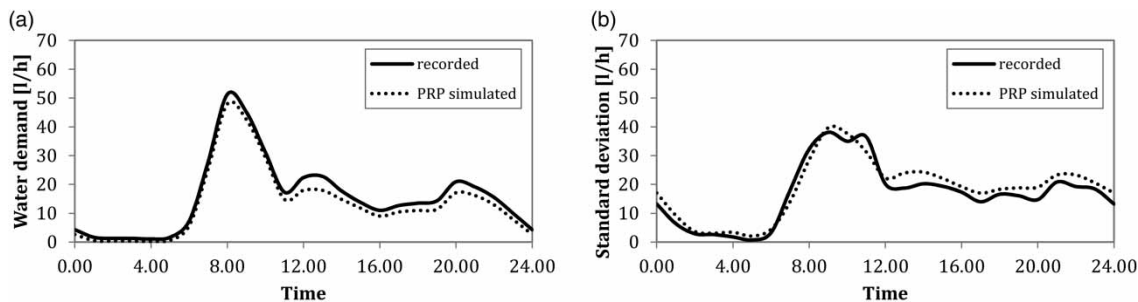 (a)
Water demand [l/h]
70
60
50
40
30
20
10
0
recorded
PRP simulated
0.00 4.00 8.00 12.00 16.00 20.00 24.00
Time
(b)
Standard deviation [l/h]
70
60
50
40
30
20
10
0
recorded
PRP simulated
0.00 4.00 8.00 12.00 16.00 20.00 24.00
Time